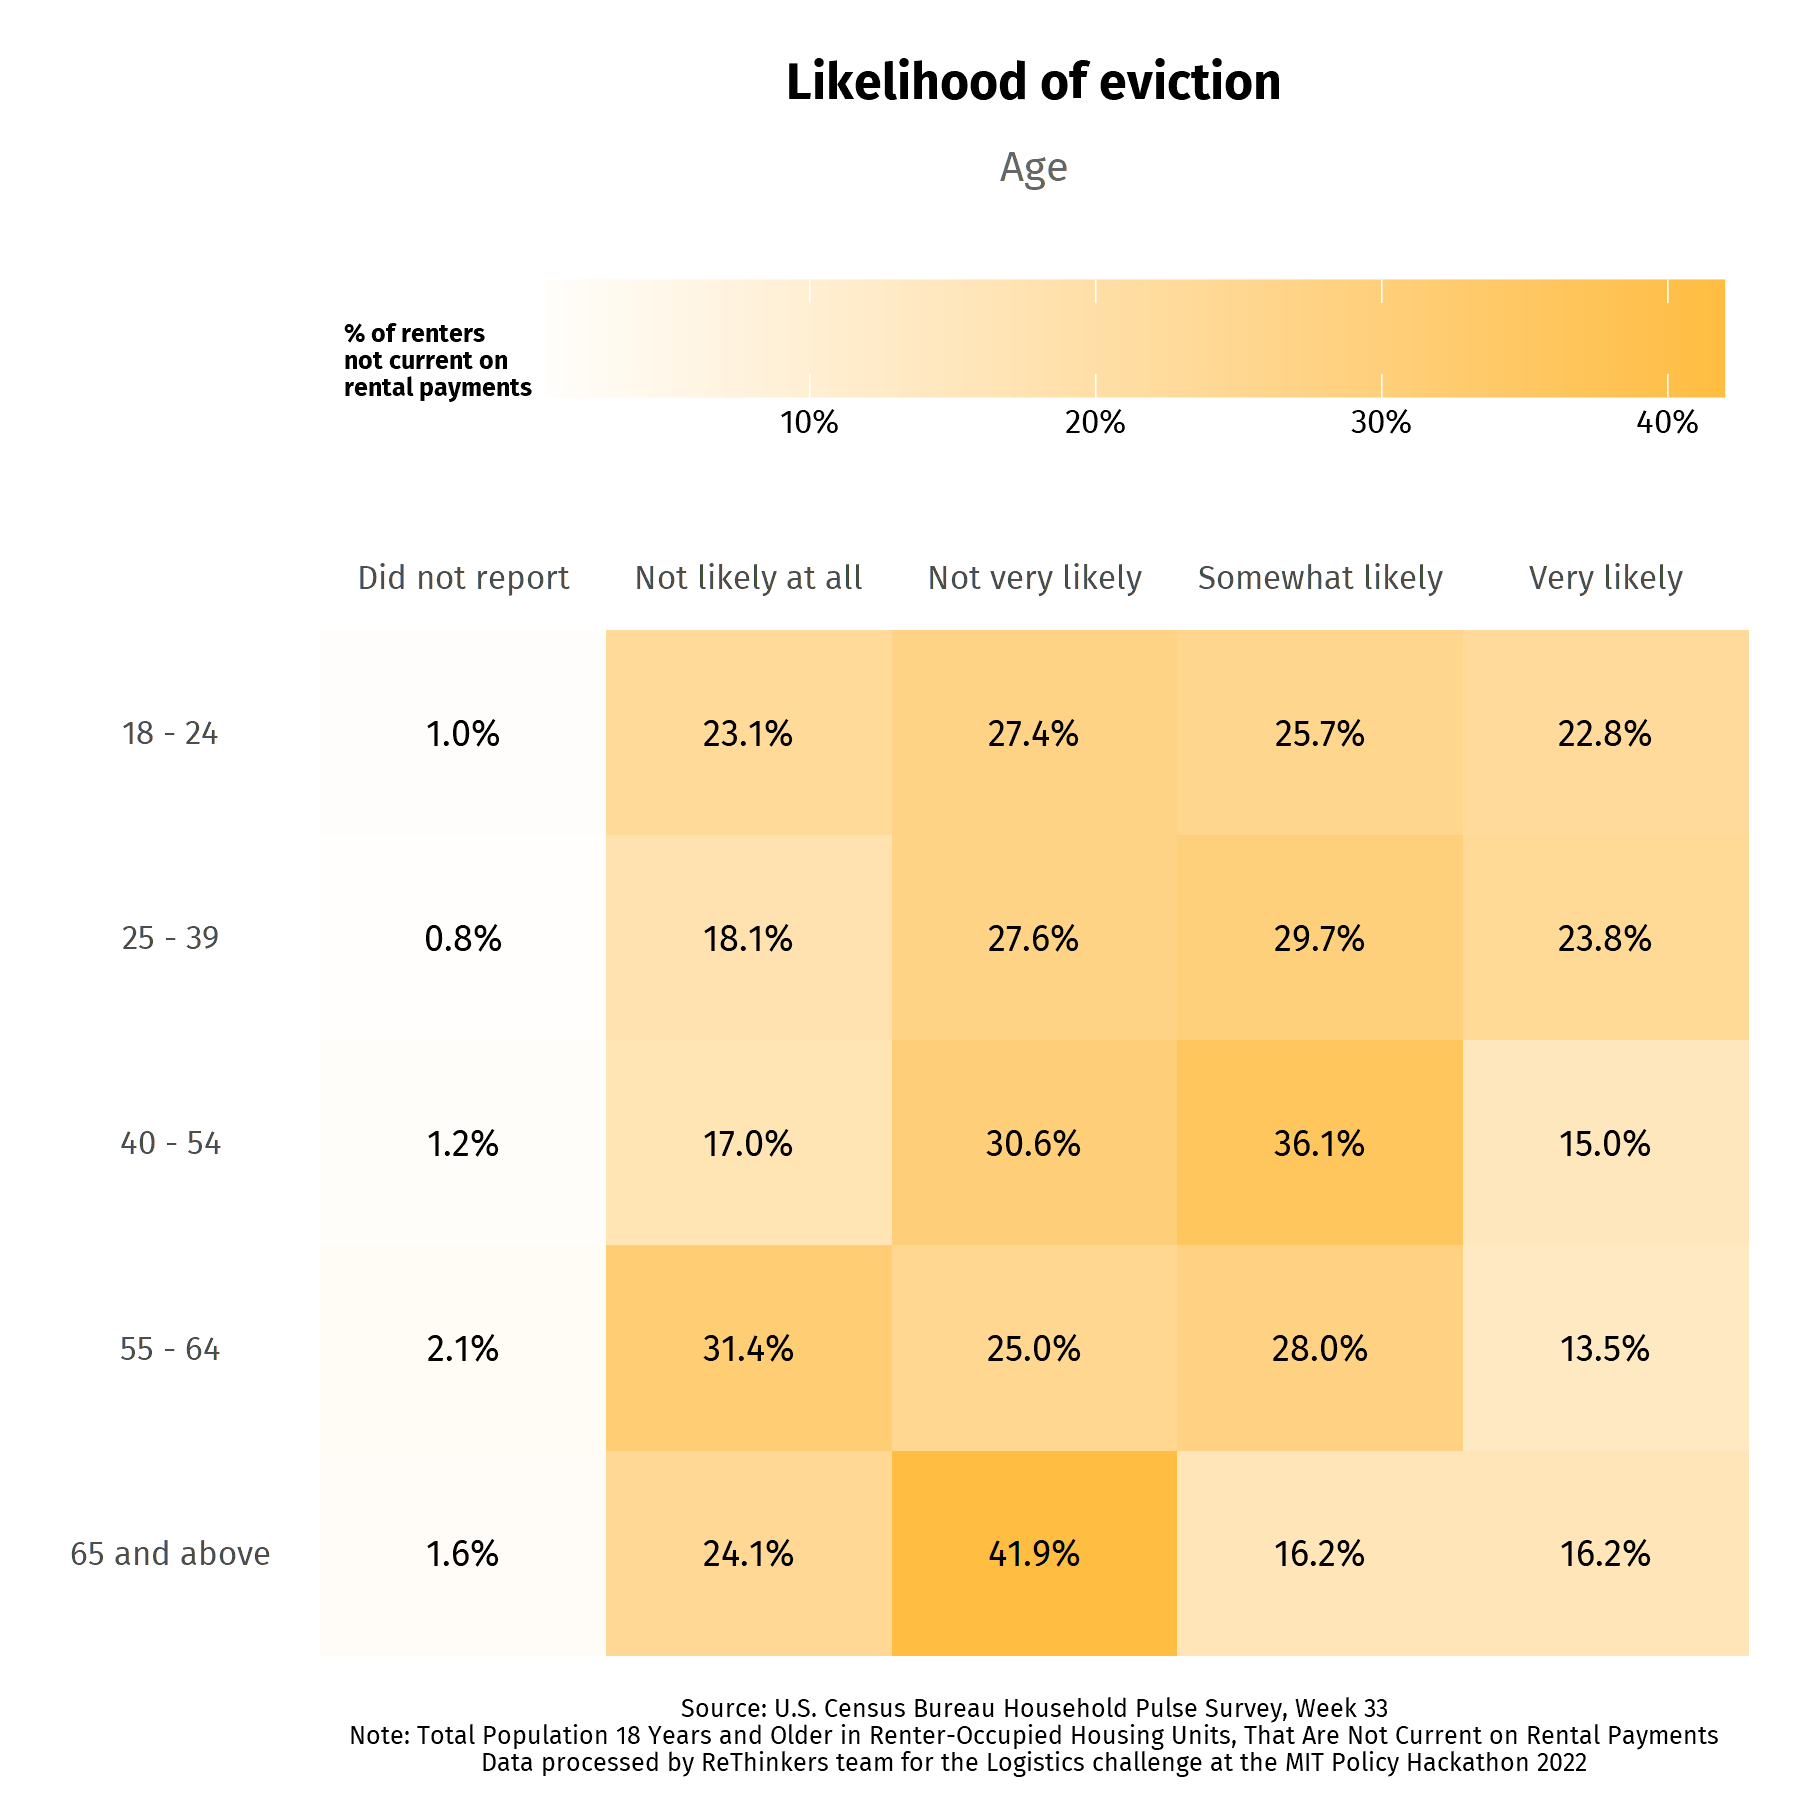 Likelihood of eviction
Age
% of renters
not current on
rental payments
10% 20% 30% 40%
Did not report Not likely at all Not very likely Somewhat likely Very likely
18 - 24 1.0% 23.1% 27.4% 25.7% 22.8%
25 - 39 0.8% 18.1% 27.6% 29.7% 23.8%
40 - 54 1.2% 17.0% 30.6% 36.1% 15.0%
55 - 64 2.1% 31.4% 25.0% 28.0% 13.5%
65 and above 1.6% 24.1% 41.9% 16.2% 16.2%
Source: U.S. Census Bureau Household Pulse Survey, Week 33
Note: Total Population 18 Years and Older in Renter-Occupied Housing Units, That Are Not Current on Rental Payments
Data processed by ReThinkers team for the Logistics challenge at the MIT Policy Hackathon 2022